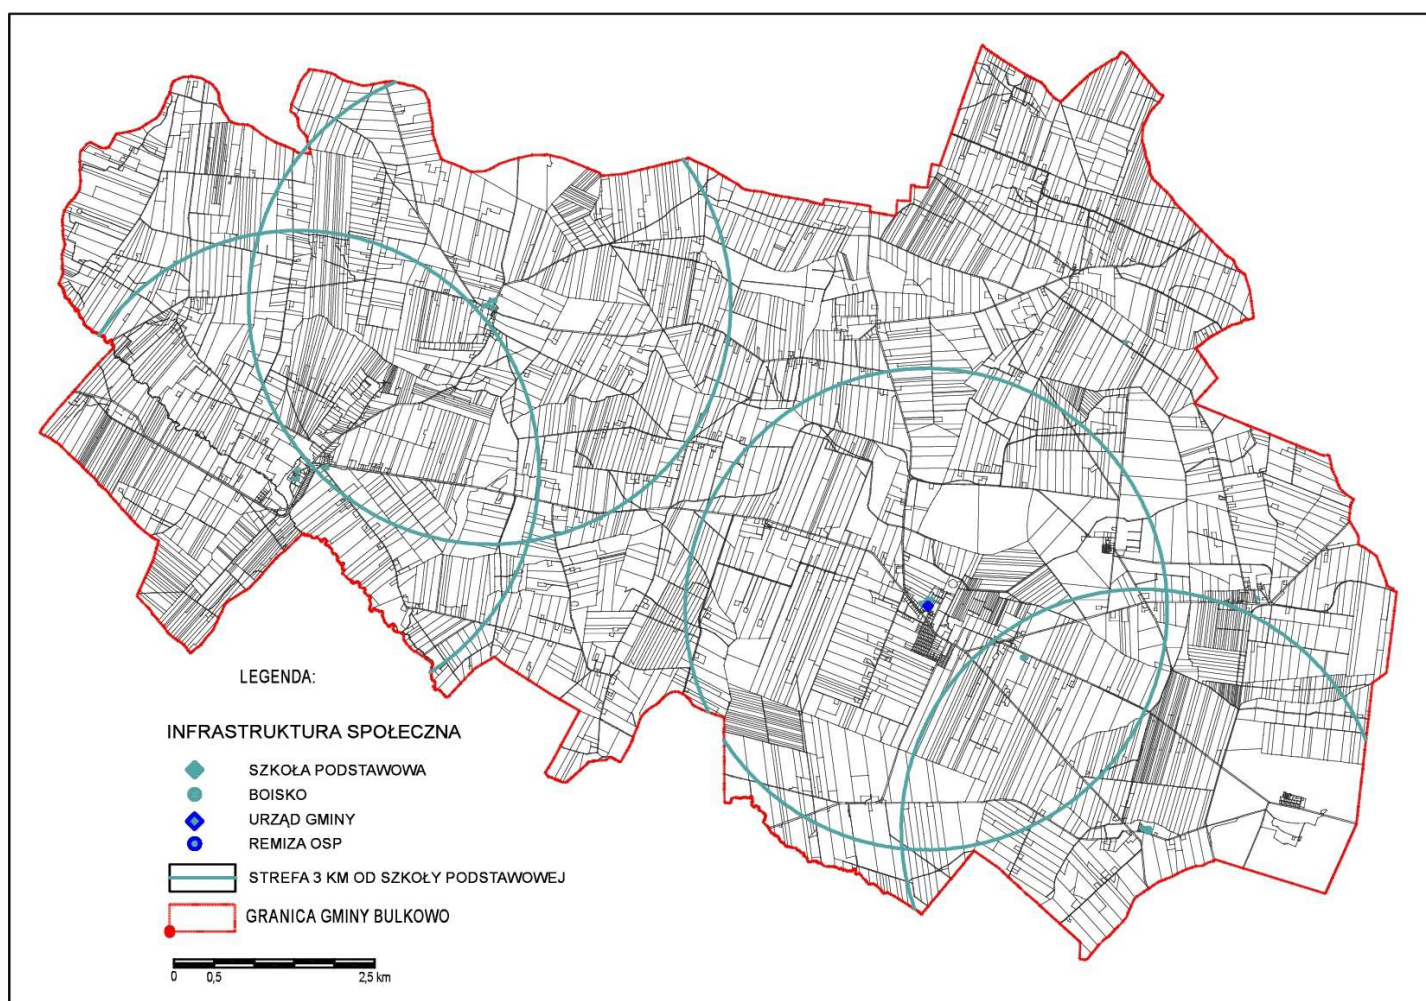 LEGENDA:
INFRASTRUKTURA SPOŁECZNA
SZKOŁA PODSTAWOWA
BOISKO
URZĄD GMINY
REMIZA OSP
STREFA 3 KM OD SZKOŁY PODSTAWOWEJ
GRANICA GMINY BULKOWO
0 0,5 2,5 km